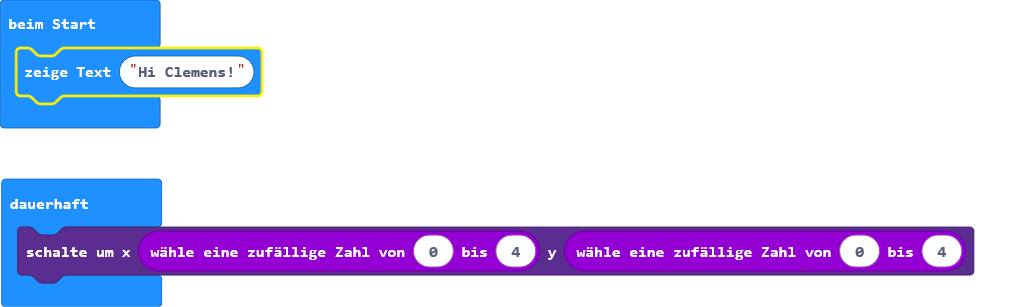 beim Start
zeige Text "Hi Clemens!"
dauerhaft
schalte um x wähle eine zufällige Zahl von 0 bis 4 y wähle eine zufällige Zahl von 0 bis 4